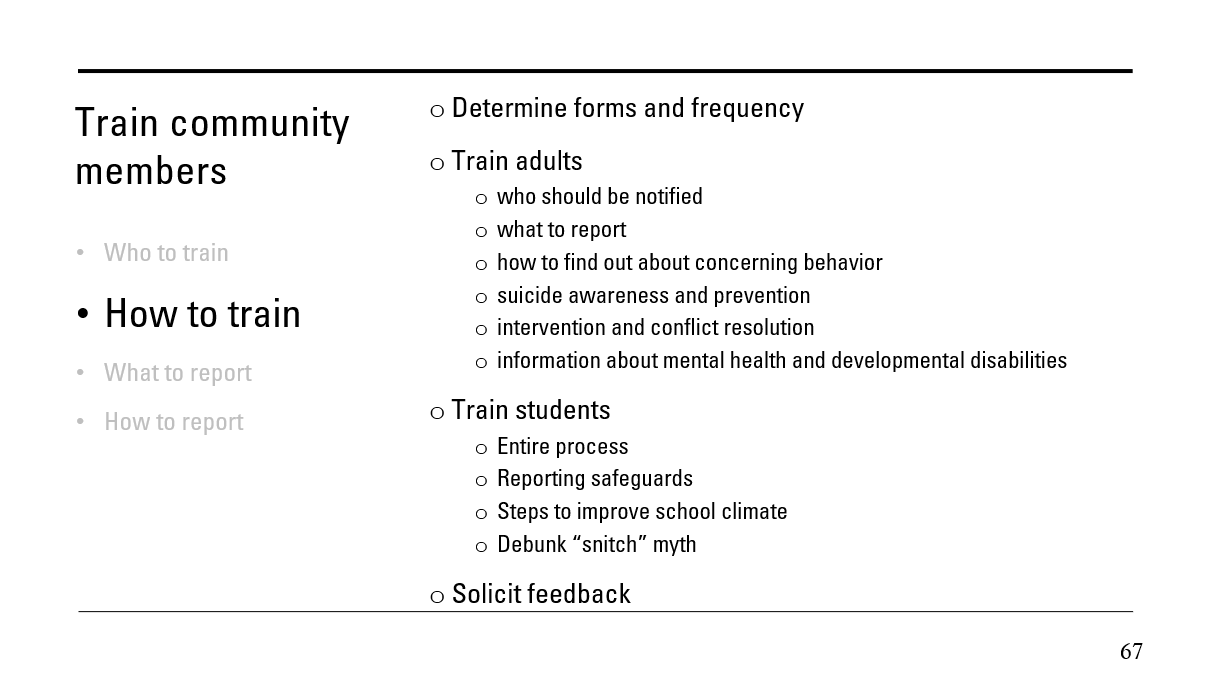 Train community
members
• Who to train
• How to train
• What to report
• How to report
o Determine forms and frequency
o Train adults
o who should be notified
o what to report
o how to find out about concerning behavior
o suicide awareness and prevention
o intervention and conflict resolution
o information about mental health and developmental disabilities
o Train students
o Entire process
o Reporting safeguards
o Steps to improve school climate
o Debunk “snitch” myth
o Solicit feedback
67